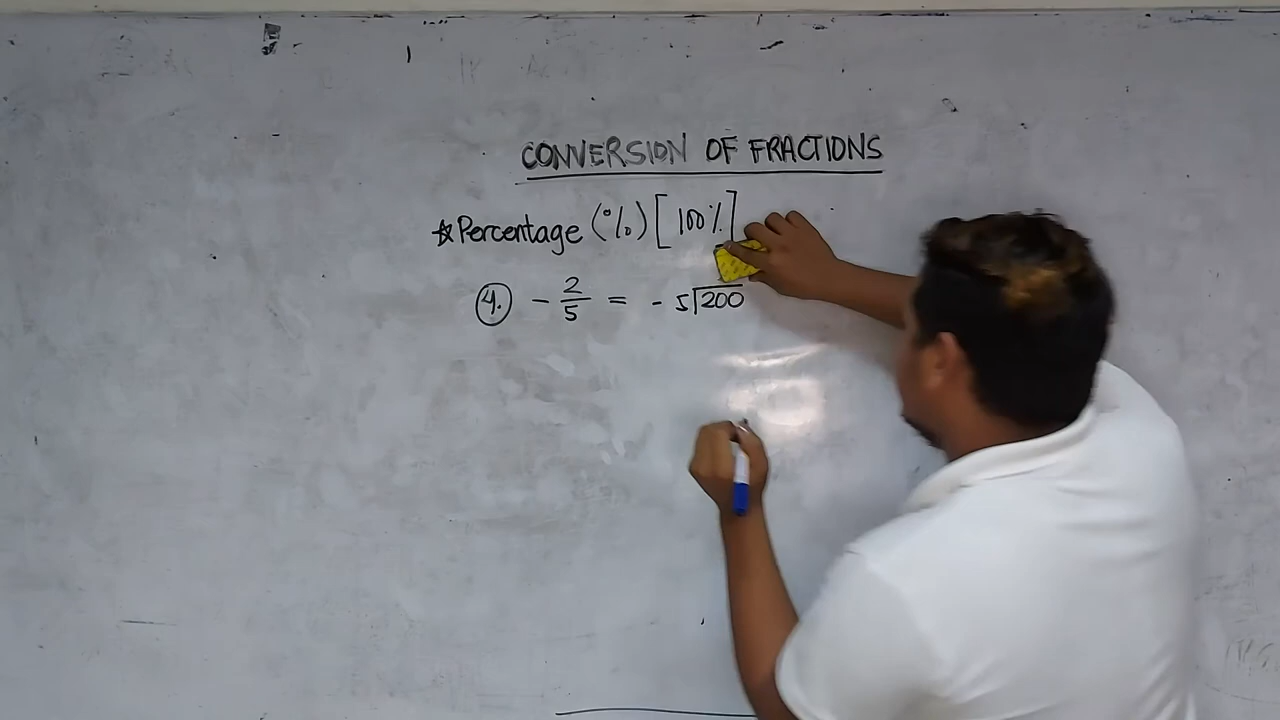 CONVERSION OF FRACTIONS
☆ Percentage (%) [100%]
4. - 2/5 = - 5√200